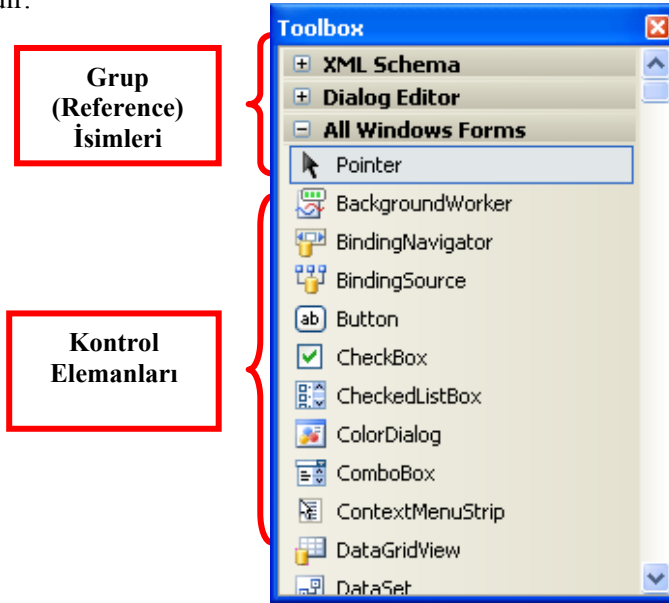 Toolbox
Grup
(Reference)
İsimleri
XML Schema
Dialog Editor
All Windows Forms
Pointer
BackgroundWorker
BindingNavigator
BindingSource
ab Button
Kontrol
Elemanları
CheckBox
CheckedListBox
ColorDialog
ComboBox
ContextMenuStrip
DataGridView
DataSet